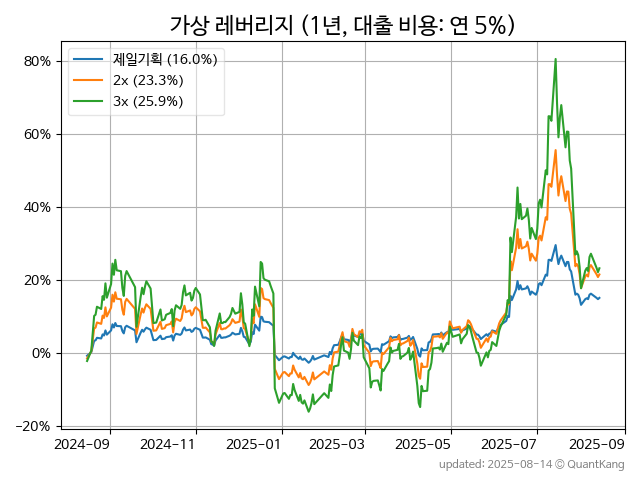 가상 레버리지 (1년, 대출 비용: 연 5%)
제일기획 (16.0%)
2x (23.3%)
3x (25.9%)
80%
60%
40%
20%
0%
−20%
2024-09 2024-11 2025-01 2025-03 2025-05 2025-07 2025-09
updated: 2025-08-14 © QuantKang